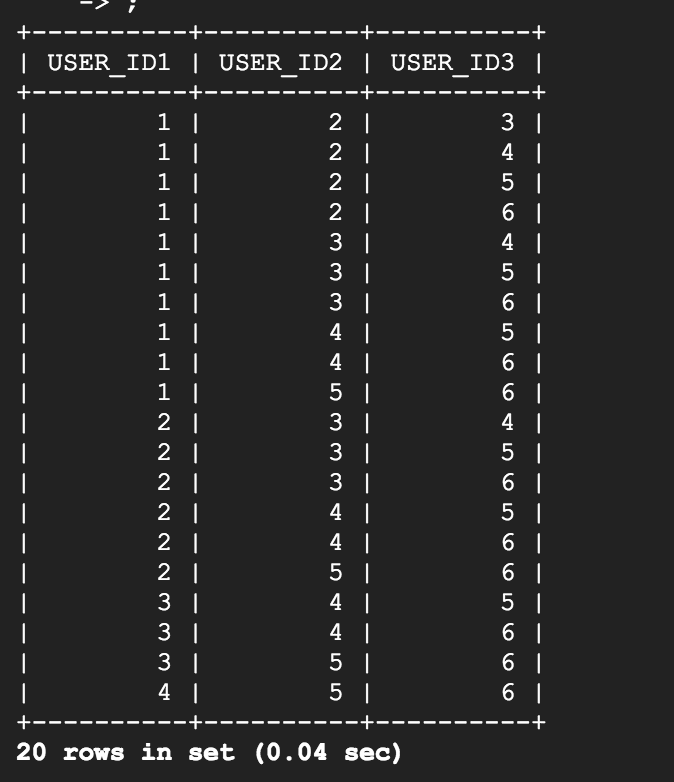 -> ;
+----------+----------+----------+
| USER_ID1 | USER_ID2 | USER_ID3 |
+----------+----------+----------+
|        1 |        2 |        3 |
|        1 |        2 |        4 |
|        1 |        2 |        5 |
|        1 |        2 |        6 |
|        1 |        3 |        4 |
|        1 |        3 |        5 |
|        1 |        3 |        6 |
|        1 |        4 |        5 |
|        1 |        4 |        6 |
|        1 |        5 |        6 |
|        2 |        3 |        4 |
|        2 |        3 |        5 |
|        2 |        3 |        6 |
|        2 |        4 |        5 |
|        2 |        4 |        6 |
|        2 |        5 |        6 |
|        3 |        4 |        5 |
|        3 |        4 |        6 |
|        3 |        5 |        6 |
|        4 |        5 |        6 |
+----------+----------+----------+
20 rows in set (0.04 sec)